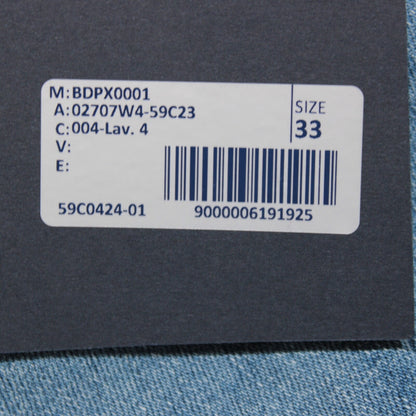 M: BDPX0001
A: 02707W4-59C23
C: 004-Lav. 4
V:
E:
SIZE
33
59C0424-01
9000006191925